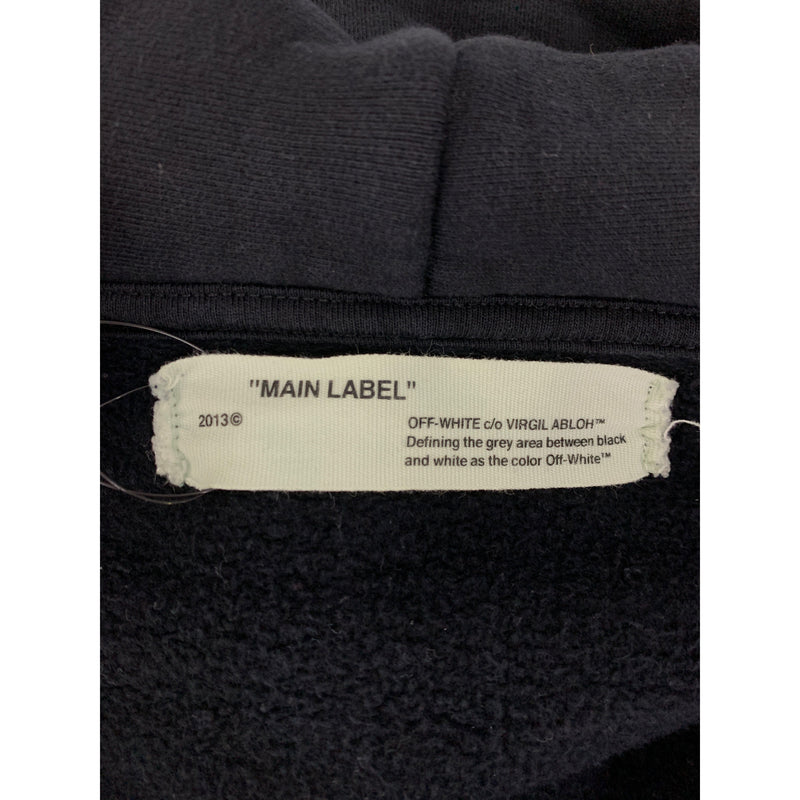 "MAIN LABEL"
2013©
OFF-WHITE c/o VIRGIL ABLOH™
Defining the grey area between black
and white as the color Off-White™